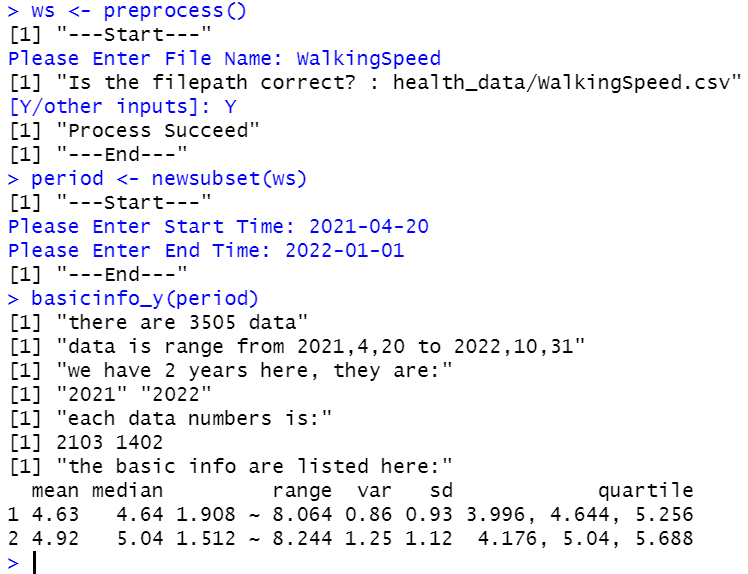 > ws <- preprocess()
[1] "---Start---"
Please Enter File Name: WalkingSpeed
[1] "Is the filepath correct? : health_data/WalkingSpeed.csv"
[Y/other inputs]: Y
[1] "Process Succeed"
[1] "---End---"
> period <- newsubset(ws)
[1] "---Start---"
Please Enter Start Time: 2021-04-20
Please Enter End Time: 2022-01-01
[1] "---End---"
> basicinfo_y(period)
[1] "there are 3505 data"
[1] "data is range from 2021,4,20 to 2022,10,31"
[1] "we have 2 years here, they are:"
[1] "2021" "2022"
[1] "each data numbers is:"
[1] 2103 1402
[1] "the basic info are listed here:"
  mean median         range  var   sd            quartile
1 4.63   4.64 1.908 ~ 8.064 0.86 0.93 3.996, 4.644, 5.256
2 4.92   5.04 1.512 ~ 8.244 1.25 1.12  4.176, 5.04, 5.688
>